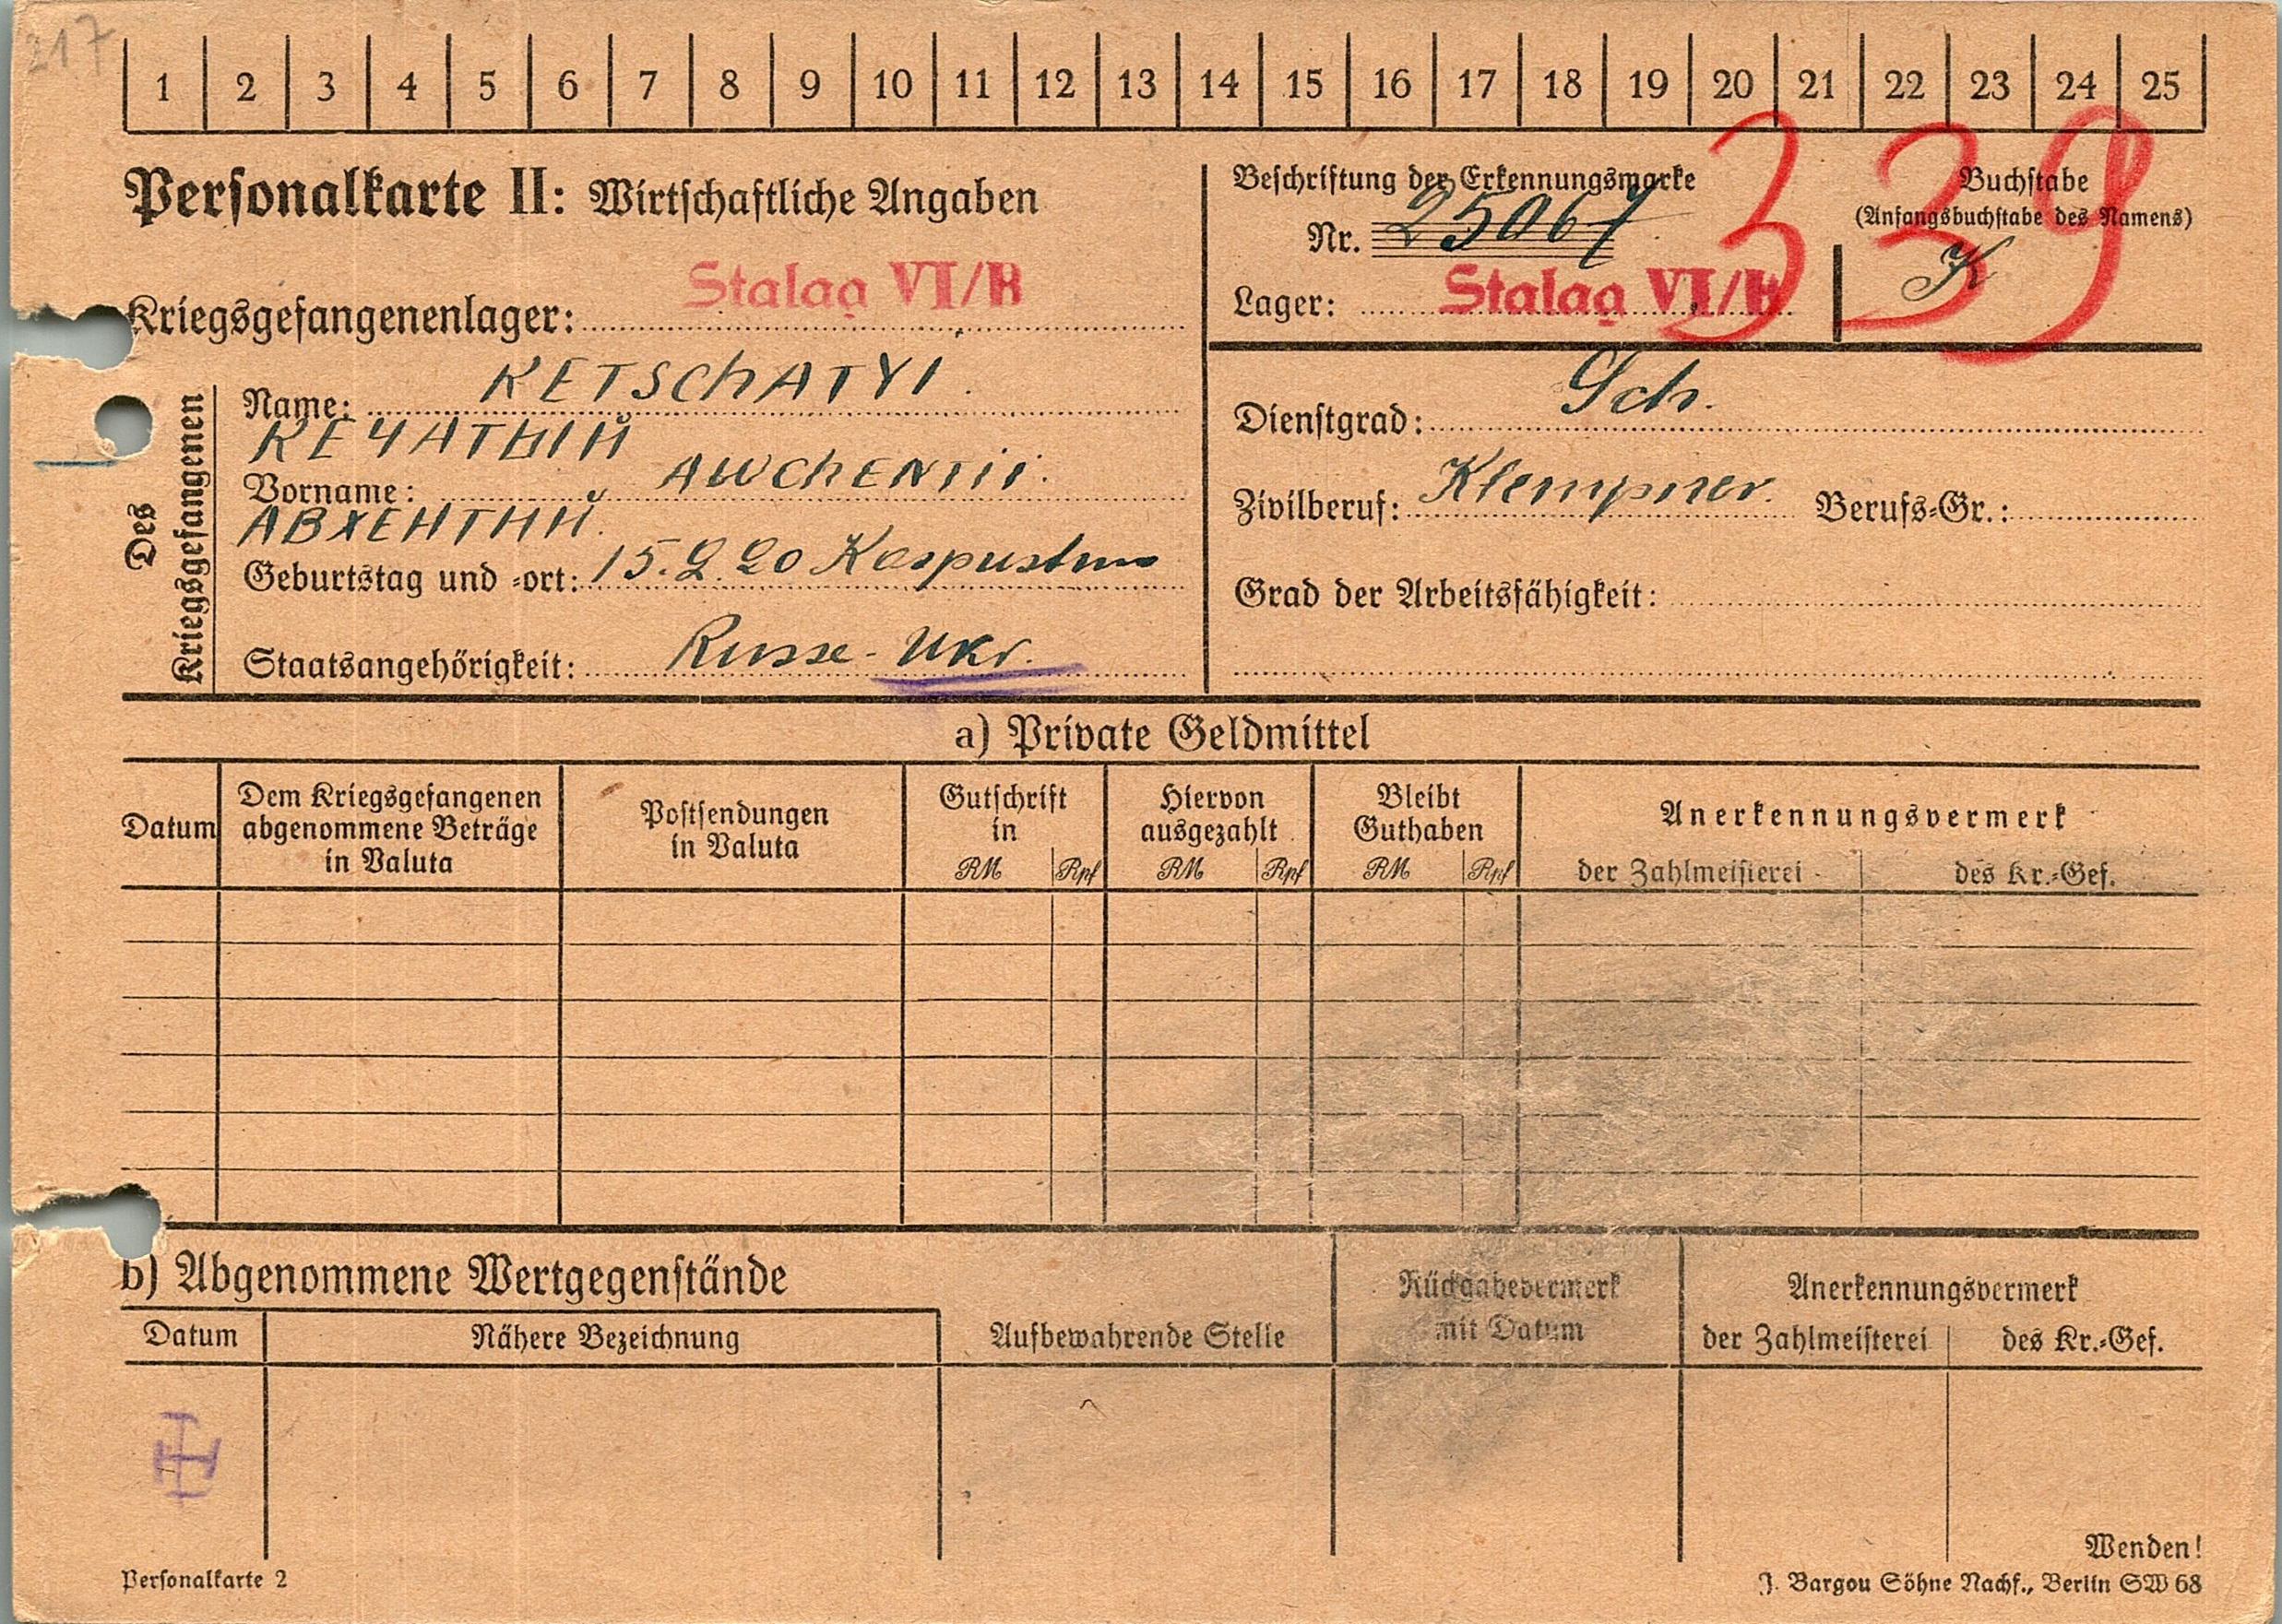 217
1 2 3 4 5 6 7 8 9 10 11 12 13 14 15 16 17 18 19 20 21 22 23 24 25
Personalkarte II: Wirtschaftliche Angaben
Kriegsgefangenenlager: Stalag VI/
Beschriftung der Erkennungsmarke
Nr. 25067
Lager: Stalag VI/
Buchstabe
(Anfangsbuchstabe des Namens)
K
339
Des Kriegsgefangenen
Name: KETSChATYI.
КЕЧАТЫЙ
Vorname: AWChENTii.
АВХЕНТИЙ.
Geburtstag und -ort: 15.2.20
Staatsangehörigkeit: Russe-Ukr.
Dienstgrad: Sch.
Zivilberuf: Klempner. Berufs-Gr.:
Grad der Arbeitsfähigkeit:
a) Private Geldmittel
Datum
Dem Kriegsgefangenen
abgenommene Beträge
in Valuta
Postsendungen
in Valuta
Gutschrift
in
RM Rpf
Hiervon
ausgezahlt
RM Rpf
Bleibt
Guthaben
RM Rpf
Anerkennungsvermerk
der Zahlmeisterei des Kr.-Gef.
b) Abgenommene Wertgegenstände
Datum Nähere Bezeichnung
Aufbewahrende Stelle
Rückgabevermerk
mit Datum
Anerkennungsvermerk
der Zahlmeisterei des Kr.-Gef.
Wenden!
Personalkarte 2
J. Bargou Söhne Nachf., Berlin SW 68